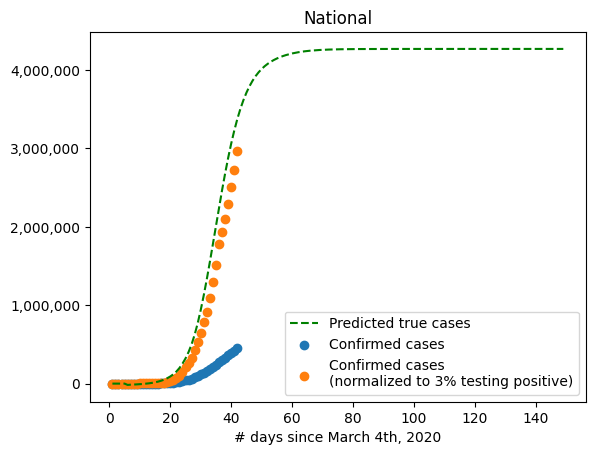 National
4,000,000
3,000,000
2,000,000
1,000,000
0
Predicted true cases
Confirmed cases
Confirmed cases
(normalized to 3% testing positive)
0 20 40 60 80 100 120 140
# days since March 4th, 2020